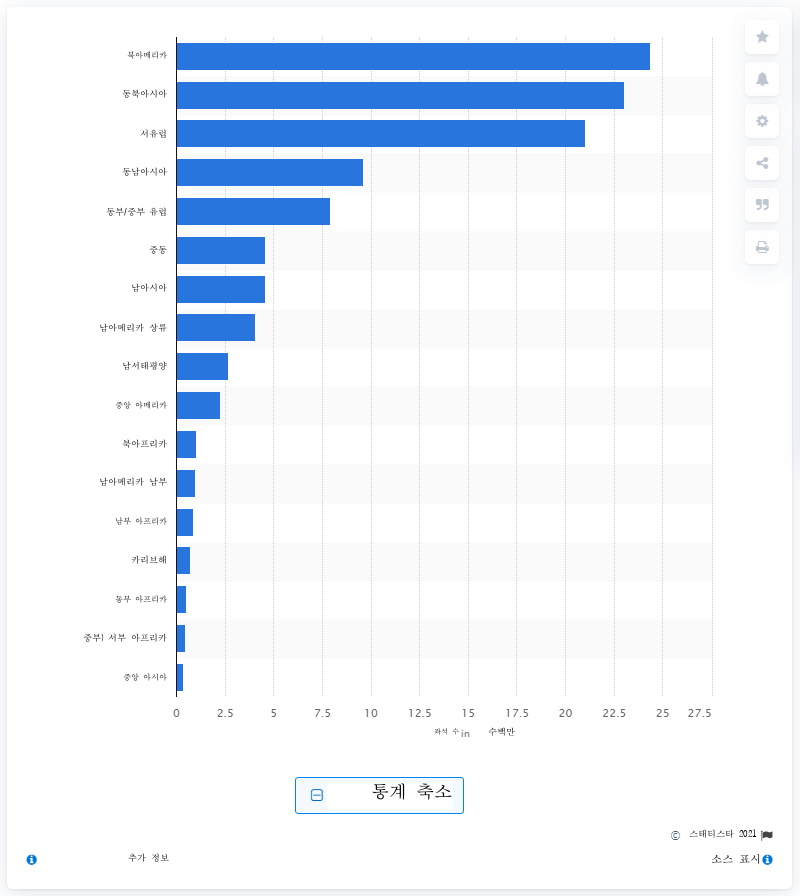 북아메리카
동북아시아
서유럽
동남아시아
동부/중부 유럽
중동
남아시아
남아메리카 상류
남서태평양
중앙 아메리카
북아프리카
남아메리카 남부
남부 아프리카
카리브해
동부 아프리카
중부| 서부 아프리카
중앙 아시아
0 2.5 5 7.5 10 12.5 15 17.5 20 22.5 25 27.5
좌석 수 in 수백만
통계 축소
© 스태티스타 2021
추가 정보 소스 표시